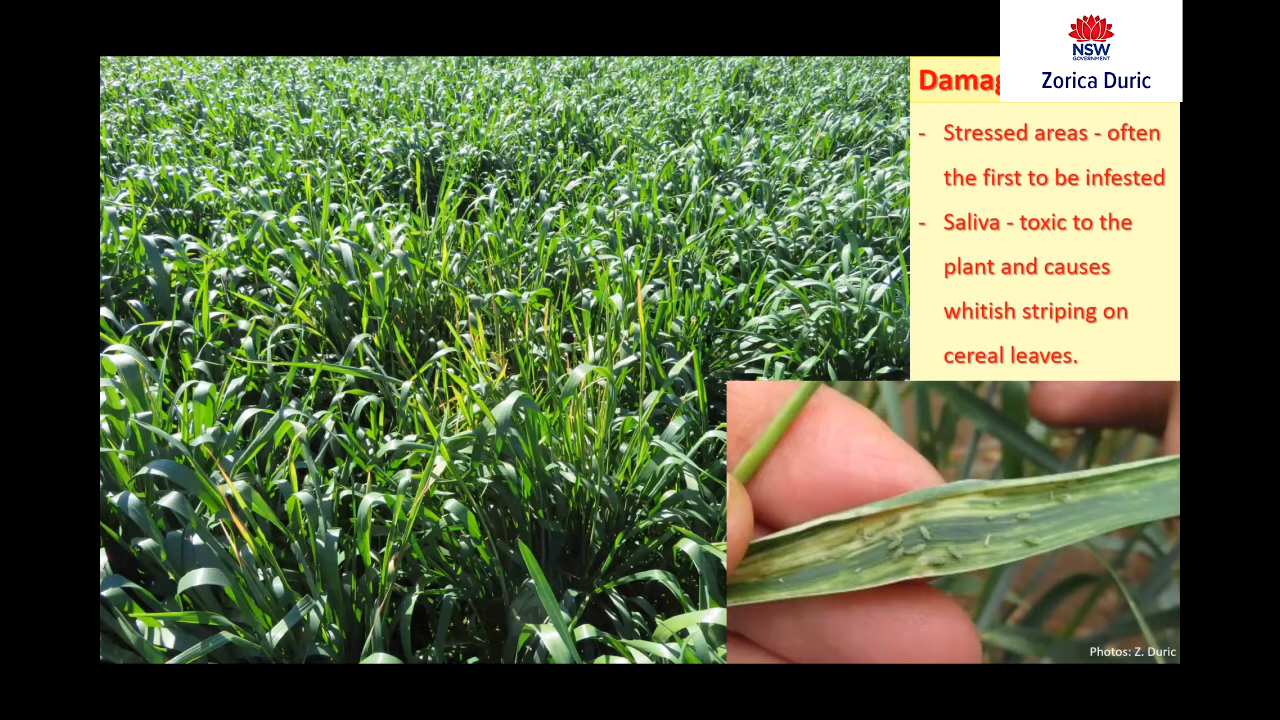 NSW
GOVERNMENT
Zorica Duric
- Stressed areas - often
the first to be infested
- Saliva - toxic to the
plant and causes
whitish striping on
cereal leaves.
Photos: Z. Duric